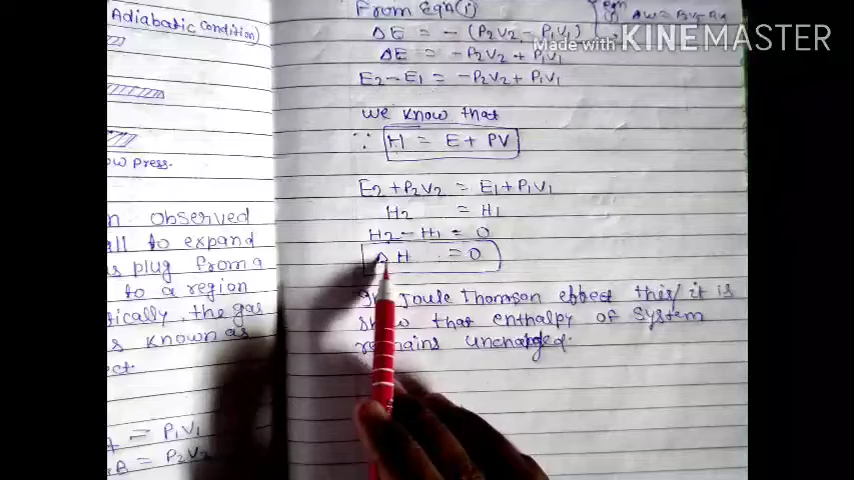 Adiabatic Condition)
ow Press.
n observed
all to expand
s plug from a
to a region
tically, the gas
s known as
ct.
= P1V1
A = P2V2
From Eqn(i)
ΔE = - (P2V2 - P1V1)
ΔE = -P2V2 + P1V1
E2-E1 = -P2V2 + P1V1
we know that
∵ H = E + PV
E2+P2V2 = E1+P1V1
H2 = H1
H2 - H1 = 0
ΔH = 0
Joule Thomson effect this/it is
show that enthalpy of system
remains unchanged.
Made with KINEMASTER